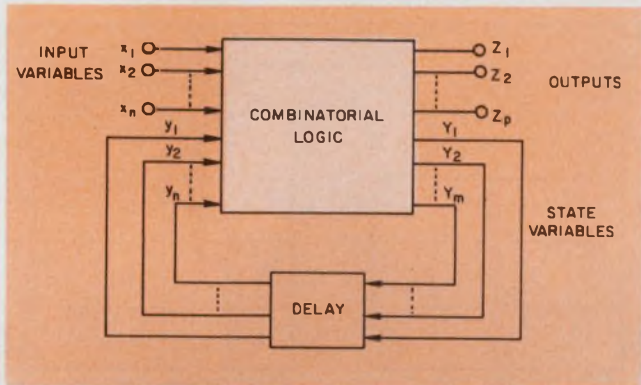 INPUT
VARIABLES
x1
x2
xn
y1
y2
yn
COMBINATORIAL
LOGIC
Z1
Z2
Zp
OUTPUTS
Y1
Y2
Ym
STATE
VARIABLES
DELAY